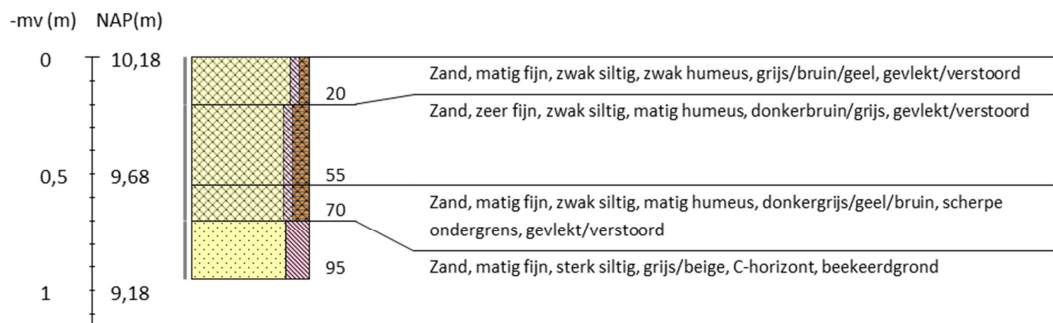 -mv (m) NAP(m)
0 10,18
Zand, matig fijn, zwak siltig, zwak humeus, grijs/bruin/geel, gevlekt/verstoord
20
Zand, zeer fijn, zwak siltig, matig humeus, donkerbruin/grijs, gevlekt/verstoord
0,5 9,68
55
Zand, matig fijn, zwak siltig, matig humeus, donkergrijs/geel/bruin, scherpe
ondergrens, gevlekt/verstoord
70
Zand, matig fijn, sterk siltig, grijs/beige, C-horizont, beekeerdgrond
95
1 9,18